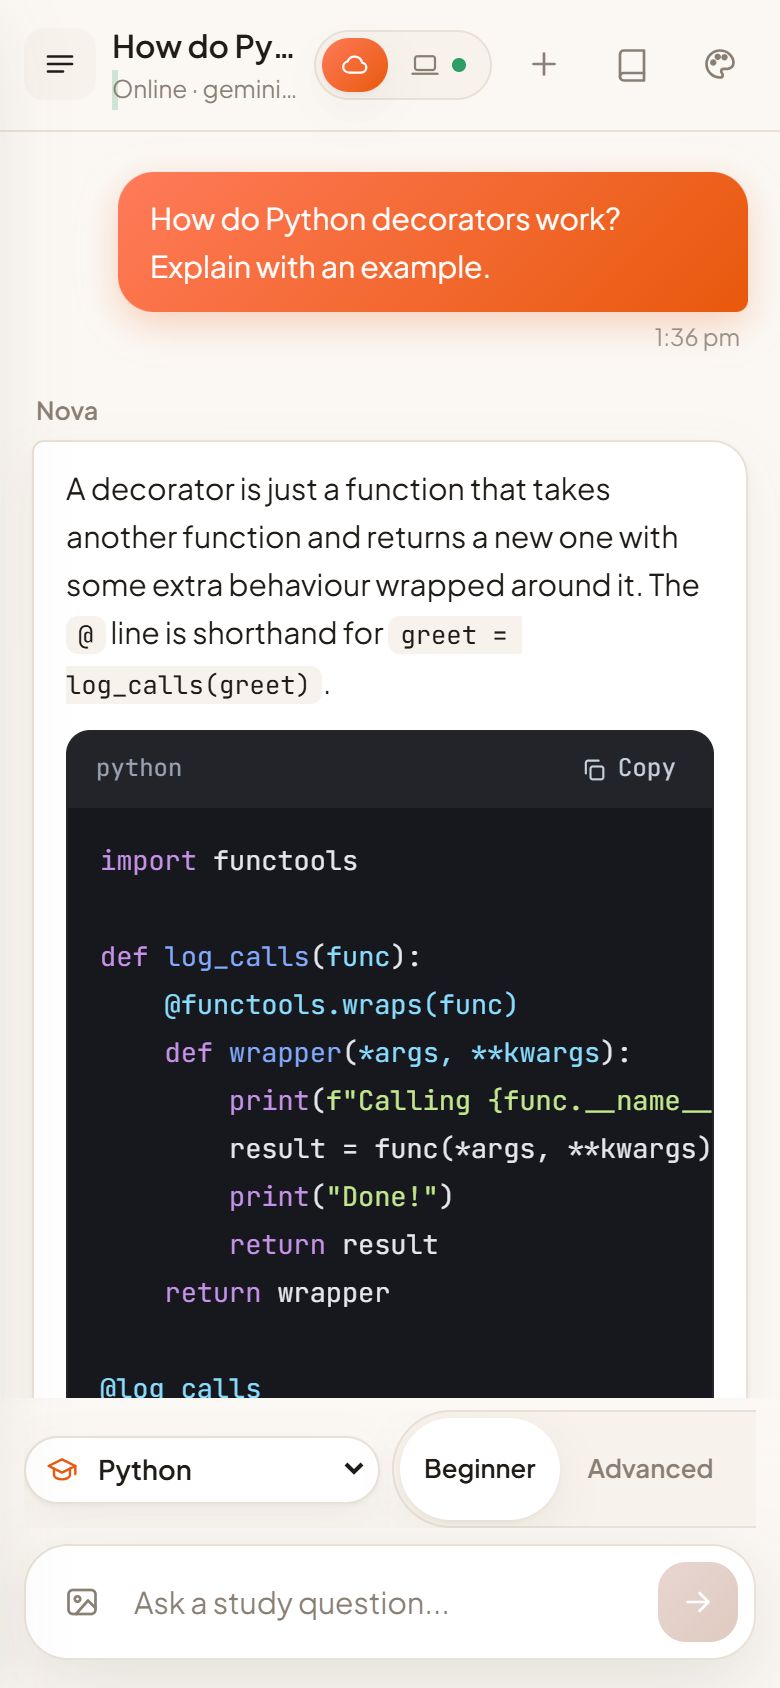 How do Py...
Online · gemini...
How do Python decorators work?
Explain with an example.
1:36 pm
Nova
A decorator is just a function that takes
another function and returns a new one with
some extra behaviour wrapped around it. The
@ line is shorthand for greet =
log_calls(greet).
python
Copy
import functools
def log_calls(func):
    @functools.wraps(func)
    def wrapper(*args, **kwargs):
        print(f"Calling {func.__name__
        result = func(*args, **kwargs)
        print("Done!")
        return result
    return wrapper
@log_calls
Python
Beginner
Advanced
Ask a study question...